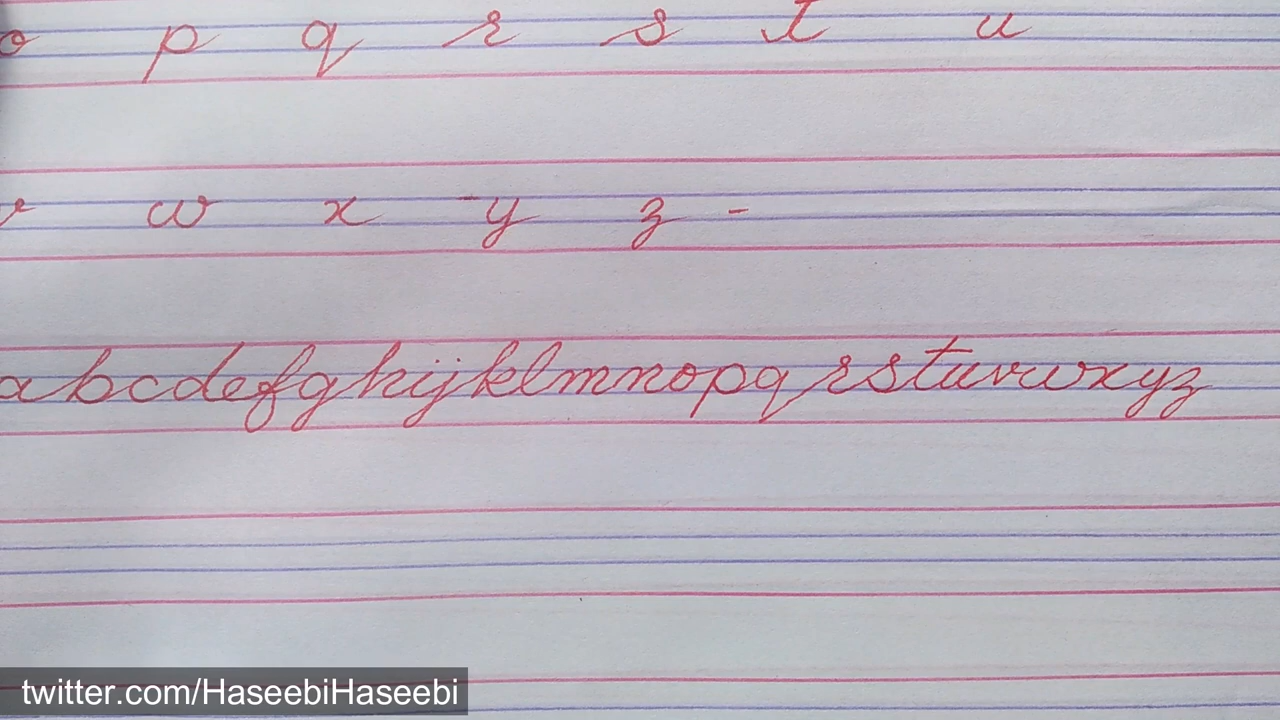 o p q r s t u
v w x y z -
abcdefghijklmnopqrstuvwxyz
twitter.com/HaseebiHaseebi